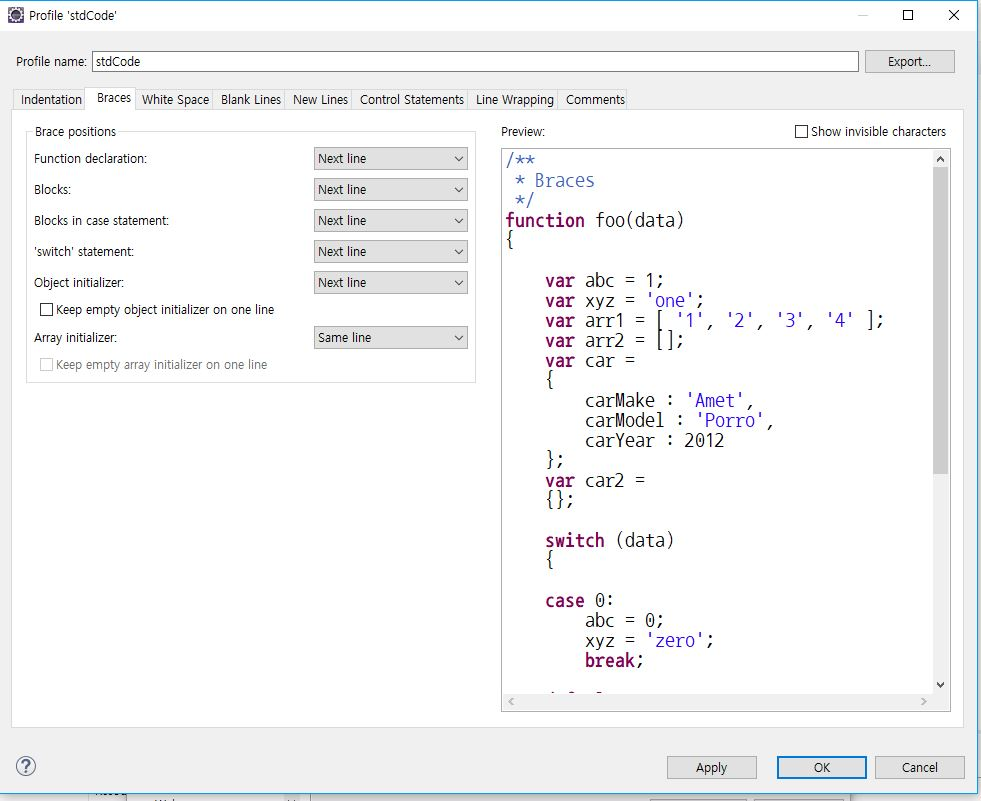 Profile 'stdCode'
Profile name: stdCode Export...
Indentation Braces White Space Blank Lines New Lines Control Statements Line Wrapping Comments
Brace positions
Function declaration: Next line
Blocks: Next line
Blocks in case statement: Next line
'switch' statement: Next line
Object initializer: Next line
Keep empty object initializer on one line
Array initializer: Same line
Keep empty array initializer on one line
Preview: Show invisible characters
/**
 * Braces
 */
function foo(data)
{

    var abc = 1;
    var xyz = 'one';
    var arr1 = [ '1', '2', '3', '4' ];
    var arr2 = [];
    var car =
    {
        carMake : 'Amet',
        carModel : 'Porro',
        carYear : 2012
    };
    var car2 =
    {};

    switch (data)
    {

    case 0:
        abc = 0;
        xyz = 'zero';
        break;
? Apply OK Cancel